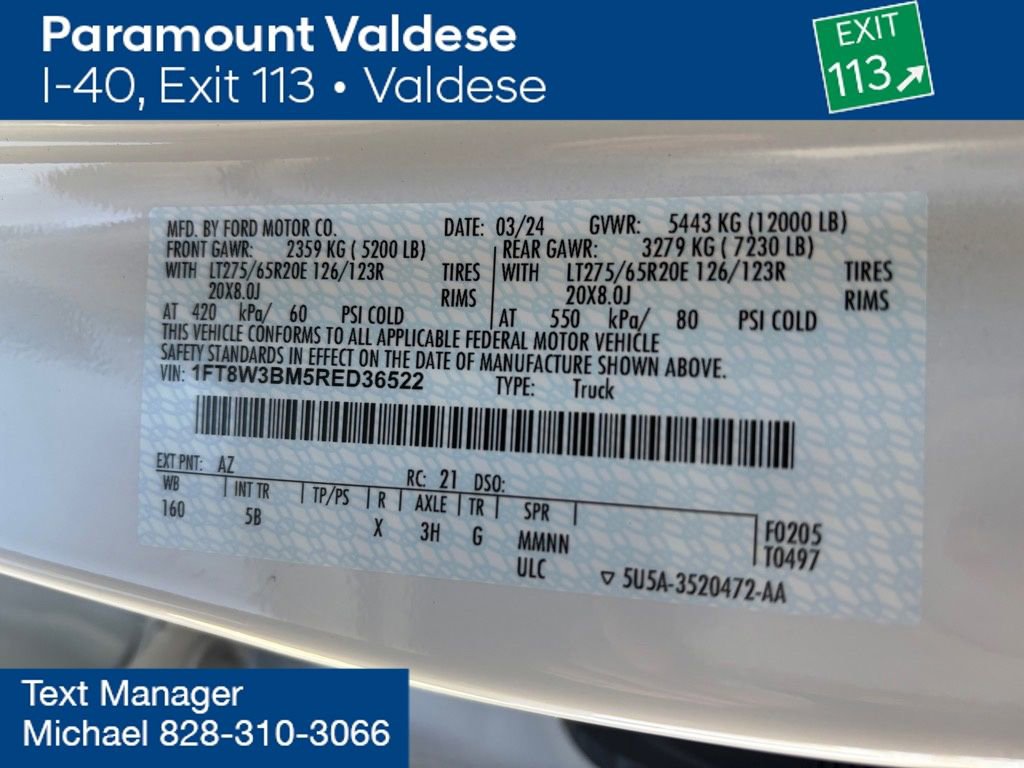 Paramount Valdese
I-40, Exit 113 • Valdese
EXIT
113
MFD. BY FORD MOTOR CO. DATE: 03/24 GVWR: 5443 KG (12000 LB)
FRONT GAWR: 2359 KG ( 5200 LB) REAR GAWR: 3279 KG ( 7230 LB)
WITH LT275/65R20E 126/123R TIRES WITH LT275/65R20E 126/123R TIRES
20X8.0J RIMS 20X8.0J RIMS
AT 420 kPa/ 60 PSI COLD AT 550 kPa/ 80 PSI COLD
THIS VEHICLE CONFORMS TO ALL APPLICABLE FEDERAL MOTOR VEHICLE
SAFETY STANDARDS IN EFFECT ON THE DATE OF MANUFACTURE SHOWN ABOVE.
VIN: 1FT8W3BM5RED36522 TYPE: Truck
EXT PNT: AZ RC: 21 DSO:
WB INT TR TP/PS R AXLE TR SPR
160 5B X 3H G MMNN F0205
ULC T0497
▽ 5U5A-3520472-AA
Text Manager
Michael 828-310-3066